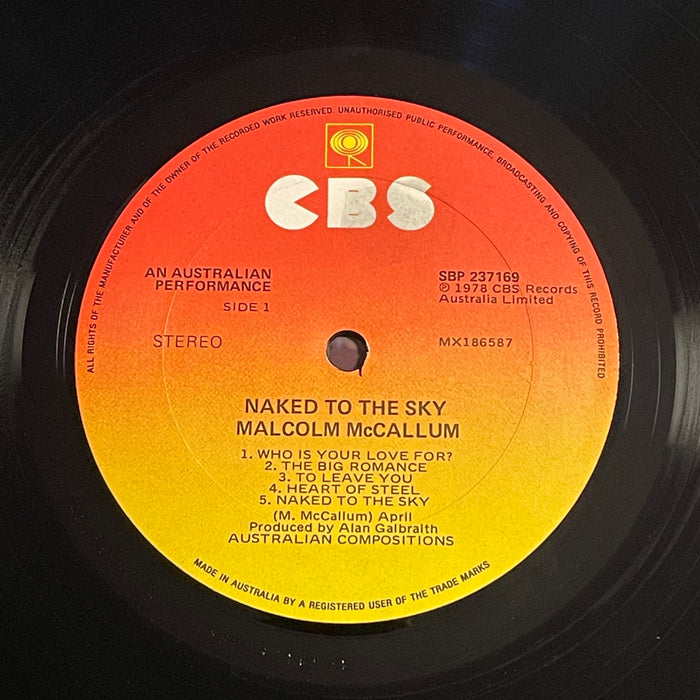 ALL RIGHTS OF THE MANUFACTURER AND OF THE OWNER OF THE RECORDED WORK RESERVED. UNAUTHORISED PUBLIC PERFORMANCE, BROADCASTING AND COPYING OF THIS RECORD PROHIBITED
CBS
AN AUSTRALIAN
PERFORMANCE
SIDE 1
STEREO
SBP 237169
℗ 1978 CBS Records
Australia Limited
MX186587
NAKED TO THE SKY
MALCOLM McCALLUM
1. WHO IS YOUR LOVE FOR?
2. THE BIG ROMANCE
3. TO LEAVE YOU
4. HEART OF STEEL
5. NAKED TO THE SKY
(M. McCallum) April
Produced by Alan Galbraith
AUSTRALIAN COMPOSITIONS
MADE IN AUSTRALIA BY A REGISTERED USER OF THE TRADE MARKS